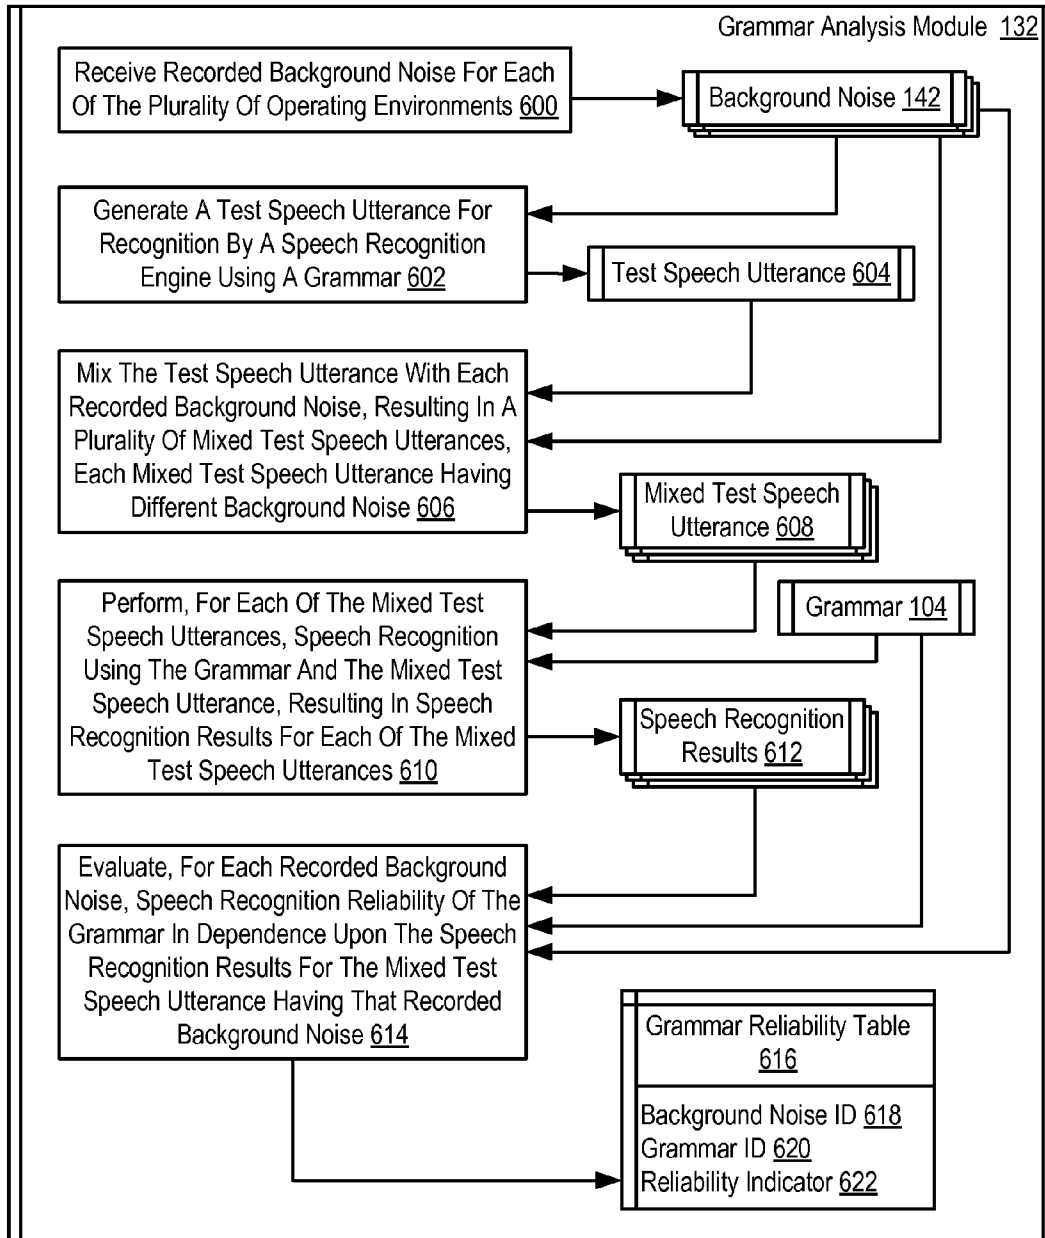 Grammar Analysis Module 132
Receive Recorded Background Noise For Each
Of The Plurality Of Operating Environments 600
Background Noise 142
Generate A Test Speech Utterance For
Recognition By A Speech Recognition
Engine Using A Grammar 602
Test Speech Utterance 604
Mix The Test Speech Utterance With Each
Recorded Background Noise, Resulting In A
Plurality Of Mixed Test Speech Utterances,
Each Mixed Test Speech Utterance Having
Different Background Noise 606
Mixed Test Speech
Utterance 608
Perform, For Each Of The Mixed Test
Speech Utterances, Speech Recognition
Using The Grammar And The Mixed Test
Speech Utterance, Resulting In Speech
Recognition Results For Each Of The Mixed
Test Speech Utterances 610
Grammar 104
Speech Recognition
Results 612
Evaluate, For Each Recorded Background
Noise, Speech Recognition Reliability Of The
Grammar In Dependence Upon The Speech
Recognition Results For The Mixed Test
Speech Utterance Having That Recorded
Background Noise 614
Grammar Reliability Table
616
Background Noise ID 618
Grammar ID 620
Reliability Indicator 622